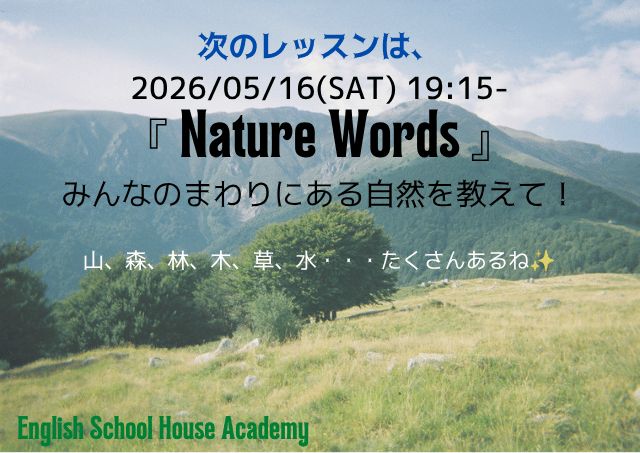 次のレッスンは、
2026/05/16(SAT) 19:15-
『 Nature Words 』
みんなのまわりにある自然を教えて！
山、森、林、木、草、水・・・たくさんあるね✨
English School House Academy